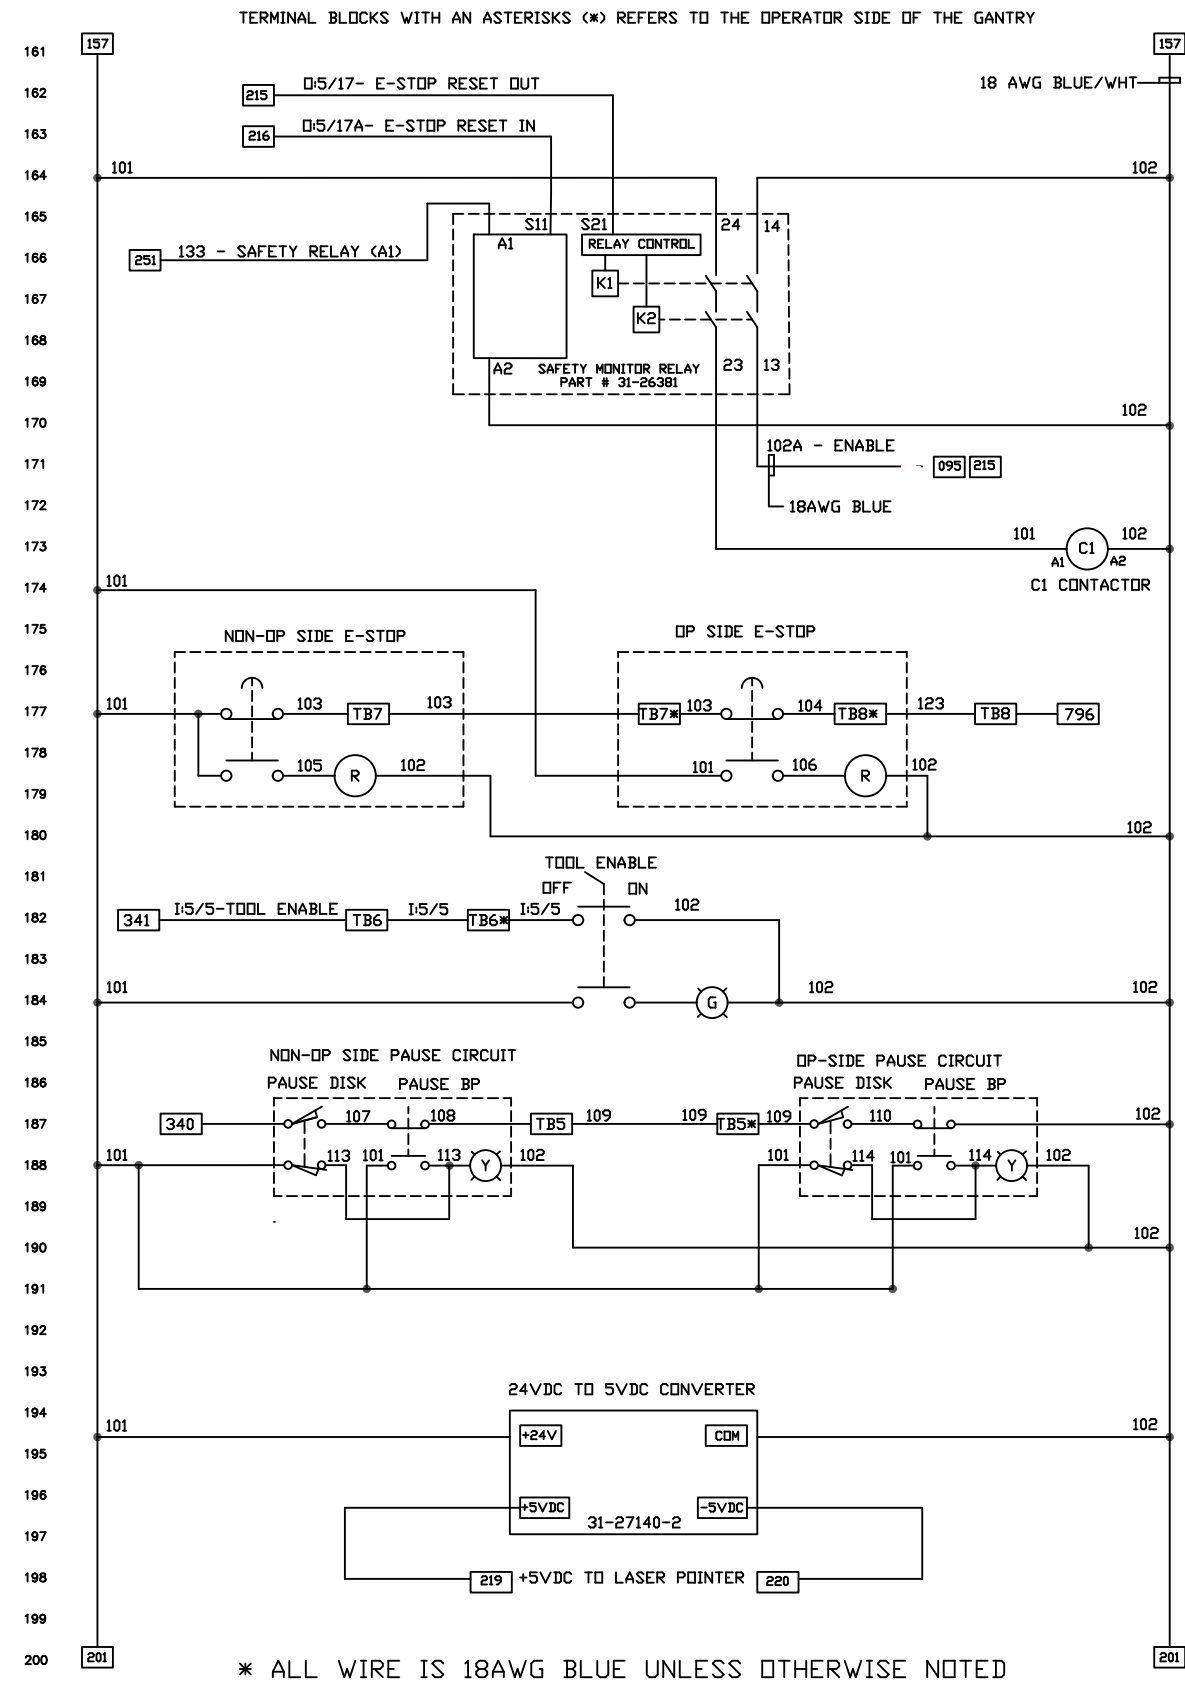 TERMINAL BLOCKS WITH AN ASTERISKS (*) REFERS TO THE OPERATOR SIDE OF THE GANTRY
161 157 157
18 AWG BLUE/WHT
162 215 O:5/17- E-STOP RESET OUT
163 216 O:5/17A- E-STOP RESET IN
164 101 102
165 S11 S21 24 14
166 251 133 - SAFETY RELAY (A1) A1 RELAY CONTROL
167 K1
K2
168
A2 SAFETY MONITOR RELAY 23 13
169 PART # 31-26381
170 102
102A - ENABLE
171 095 215
172 18AWG BLUE
173 101 C1 102
A1 A2
174 101 C1 CONTACTOR
175 NON-OP SIDE E-STOP OP SIDE E-STOP
176
177 101 103 TB7 103 TB7* 103 104 TB8* 123 TB8 796
178 105 R 102 101 106 R 102
179
180 102
TOOL ENABLE
181 OFF ON
182 341 I:5/5-TOOL ENABLE TB6 I:5/5 TB6* I:5/5 102
183
184 101 G 102 102
185
NON-OP SIDE PAUSE CIRCUIT OP-SIDE PAUSE CIRCUIT
186 PAUSE DISK PAUSE BP PAUSE DISK PAUSE BP
187 340 107 108 TB5 109 109 TB5* 109 110 102
188 101 113 101 113 Y 102 101 114 101 114 Y 102
189
190 102
191
192
193
24VDC TO 5VDC CONVERTER
194 101 +24V COM 102
195
196 +5VDC -5VDC
197 31-27140-2
198 219 +5VDC TO LASER POINTER 220
199
200 201 * ALL WIRE IS 18AWG BLUE UNLESS OTHERWISE NOTED 201